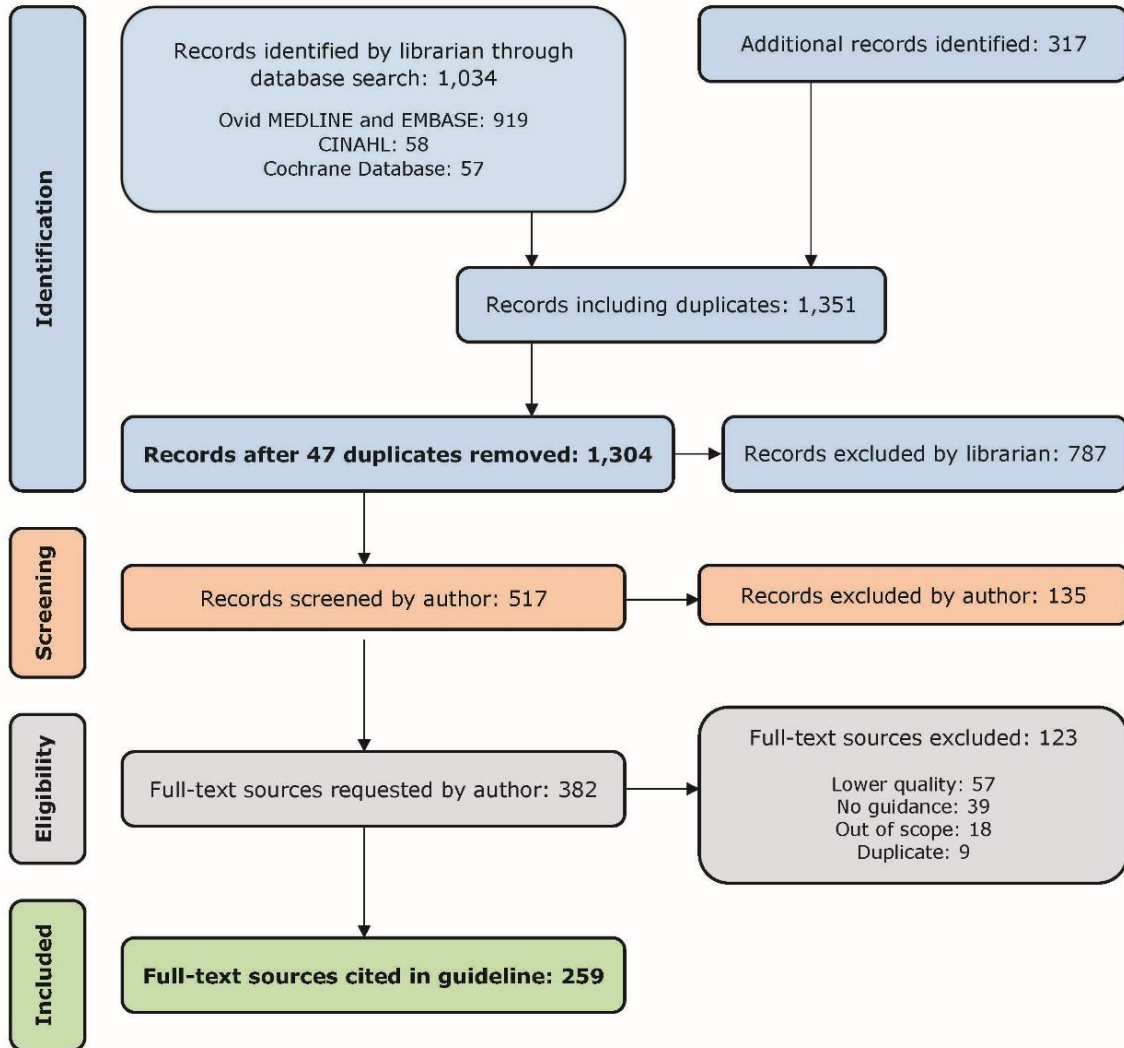 Identification
Records identified by librarian through
database search: 1,034
Ovid MEDLINE and EMBASE: 919
CINAHL: 58
Cochrane Database: 57
Additional records identified: 317
Records including duplicates: 1,351
Records after 47 duplicates removed: 1,304
Records excluded by librarian: 787
Screening
Records screened by author: 517
Records excluded by author: 135
Eligibility
Full-text sources requested by author: 382
Full-text sources excluded: 123
Lower quality: 57
No guidance: 39
Out of scope: 18
Duplicate: 9
Included
Full-text sources cited in guideline: 259